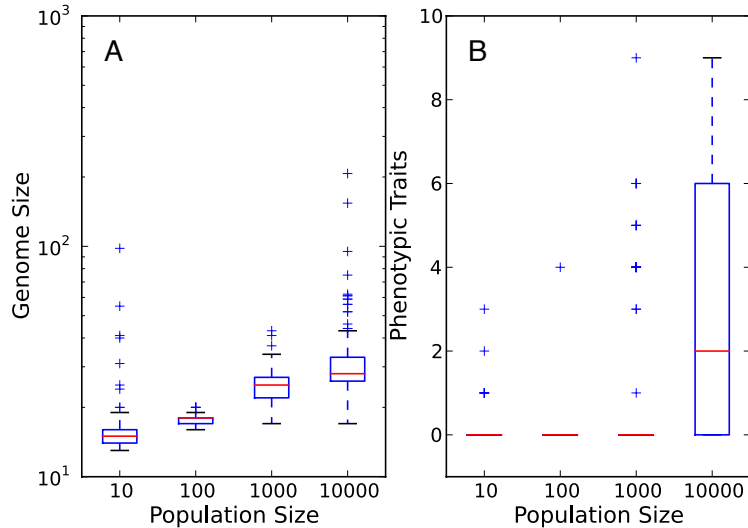 A
Genome Size
10³
10²
10¹
10 100 1000 10000
Population Size
B
Phenotypic Traits
10
8
6
4
2
0
10 100 1000 10000
Population Size